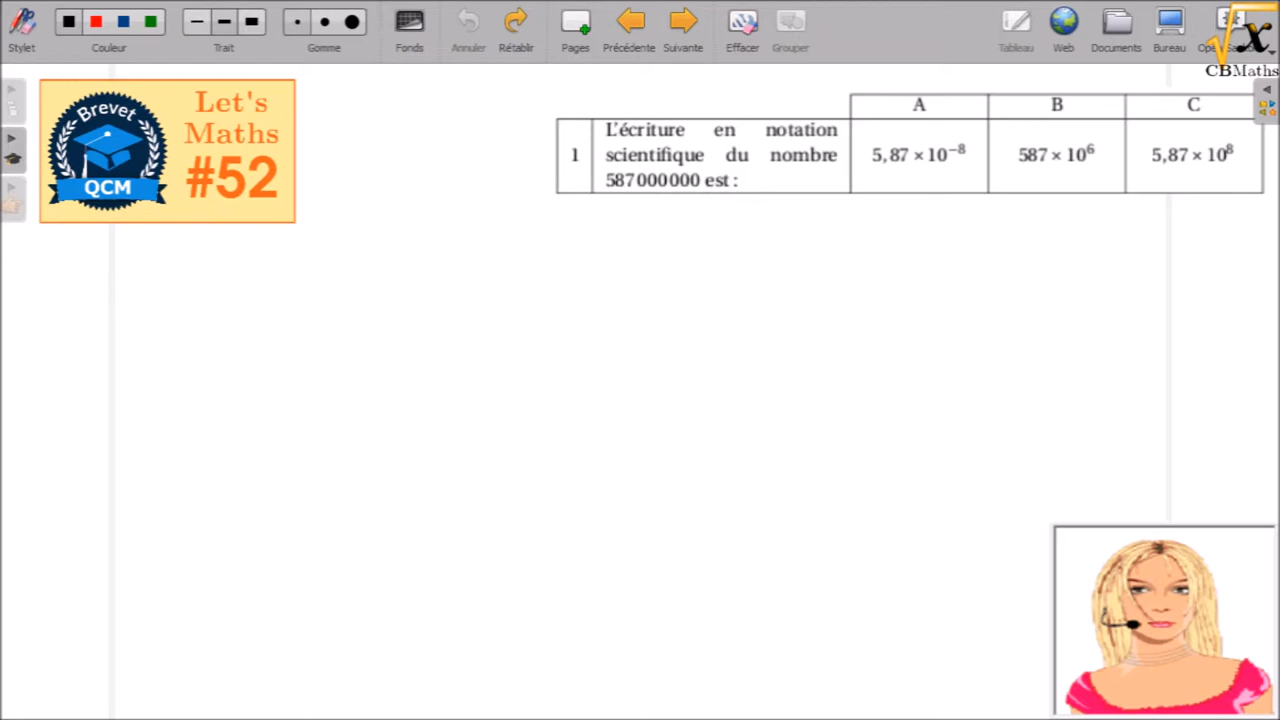 Stylet
Couleur
Trait
Gomme
Fonds
Annuler
Rétablir
Pages
Précédente
Suivante
Effacer
Grouper
Tableau
Web
Documents
Bureau
CBMaths
Brevet
QCM
Let's
Maths
#52
A B C
1 L'écriture en notation
scientifique du nombre
587000000 est :
5,87 × 10⁻⁸ 587 × 10⁶ 5,87 × 10⁸